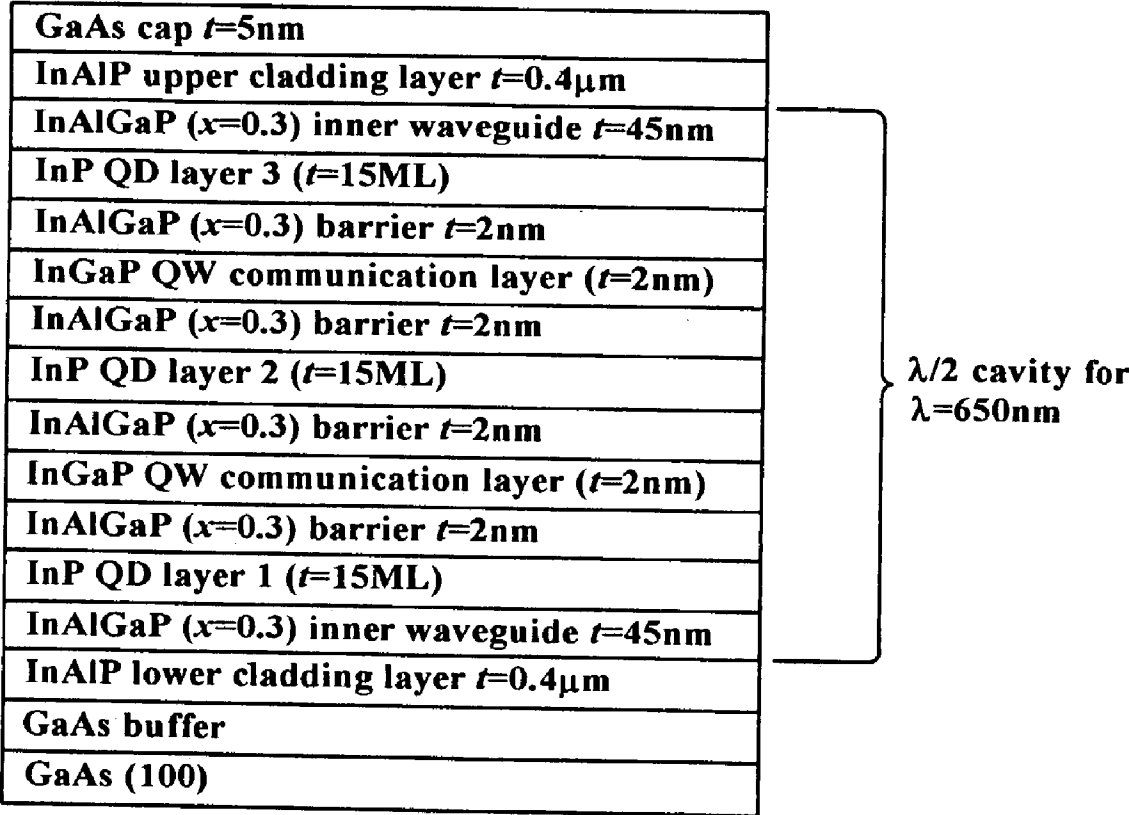 GaAs cap t=5nm
InAlP upper cladding layer t=0.4μm
InAlGaP (x=0.3) inner waveguide t=45nm
InP QD layer 3 (t=15ML)
InAlGaP (x=0.3) barrier t=2nm
InGaP QW communication layer (t=2nm)
InAlGaP (x=0.3) barrier t=2nm
InP QD layer 2 (t=15ML)
InAlGaP (x=0.3) barrier t=2nm
InGaP QW communication layer (t=2nm)
InAlGaP (x=0.3) barrier t=2nm
InP QD layer 1 (t=15ML)
InAlGaP (x=0.3) inner waveguide t=45nm
InAlP lower cladding layer t=0.4μm
GaAs buffer
GaAs (100)
λ/2 cavity for
λ=650nm